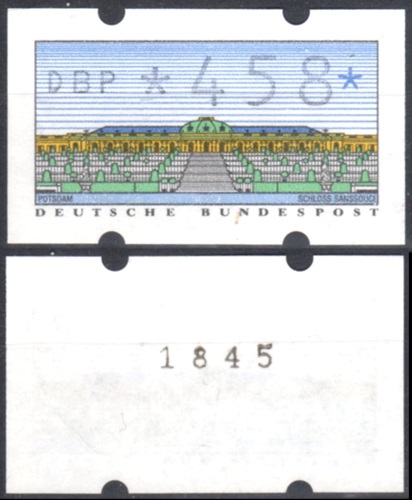 DBP *458*
POTSDAM SCHLOSS SANSSOUCI
DEUTSCHE BUNDESPOST
1845